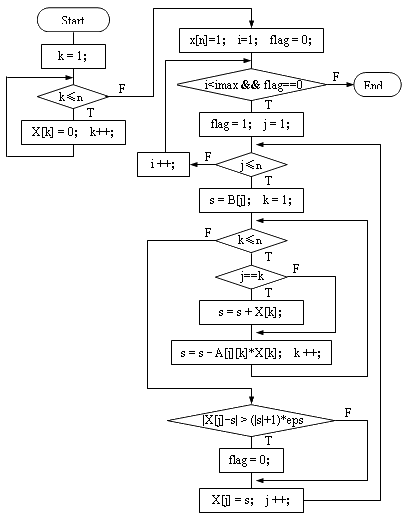 Start
k = 1;
k≤n
F
T
X[k] = 0;   k++;
x[n]=1;   i=1;   flag = 0;
i<imax && flag==0
F
End
T
flag = 1;   j = 1;
i ++;
F
j≤n
T
s = B[j];   k = 1;
F
k≤n
T
j==k
F
T
s = s + X[k];
s = s - A[j][k]*X[k];   k ++;
|X[j]-s| > (|s|+1)*eps
F
T
flag = 0;
X[j] = s;   j ++;